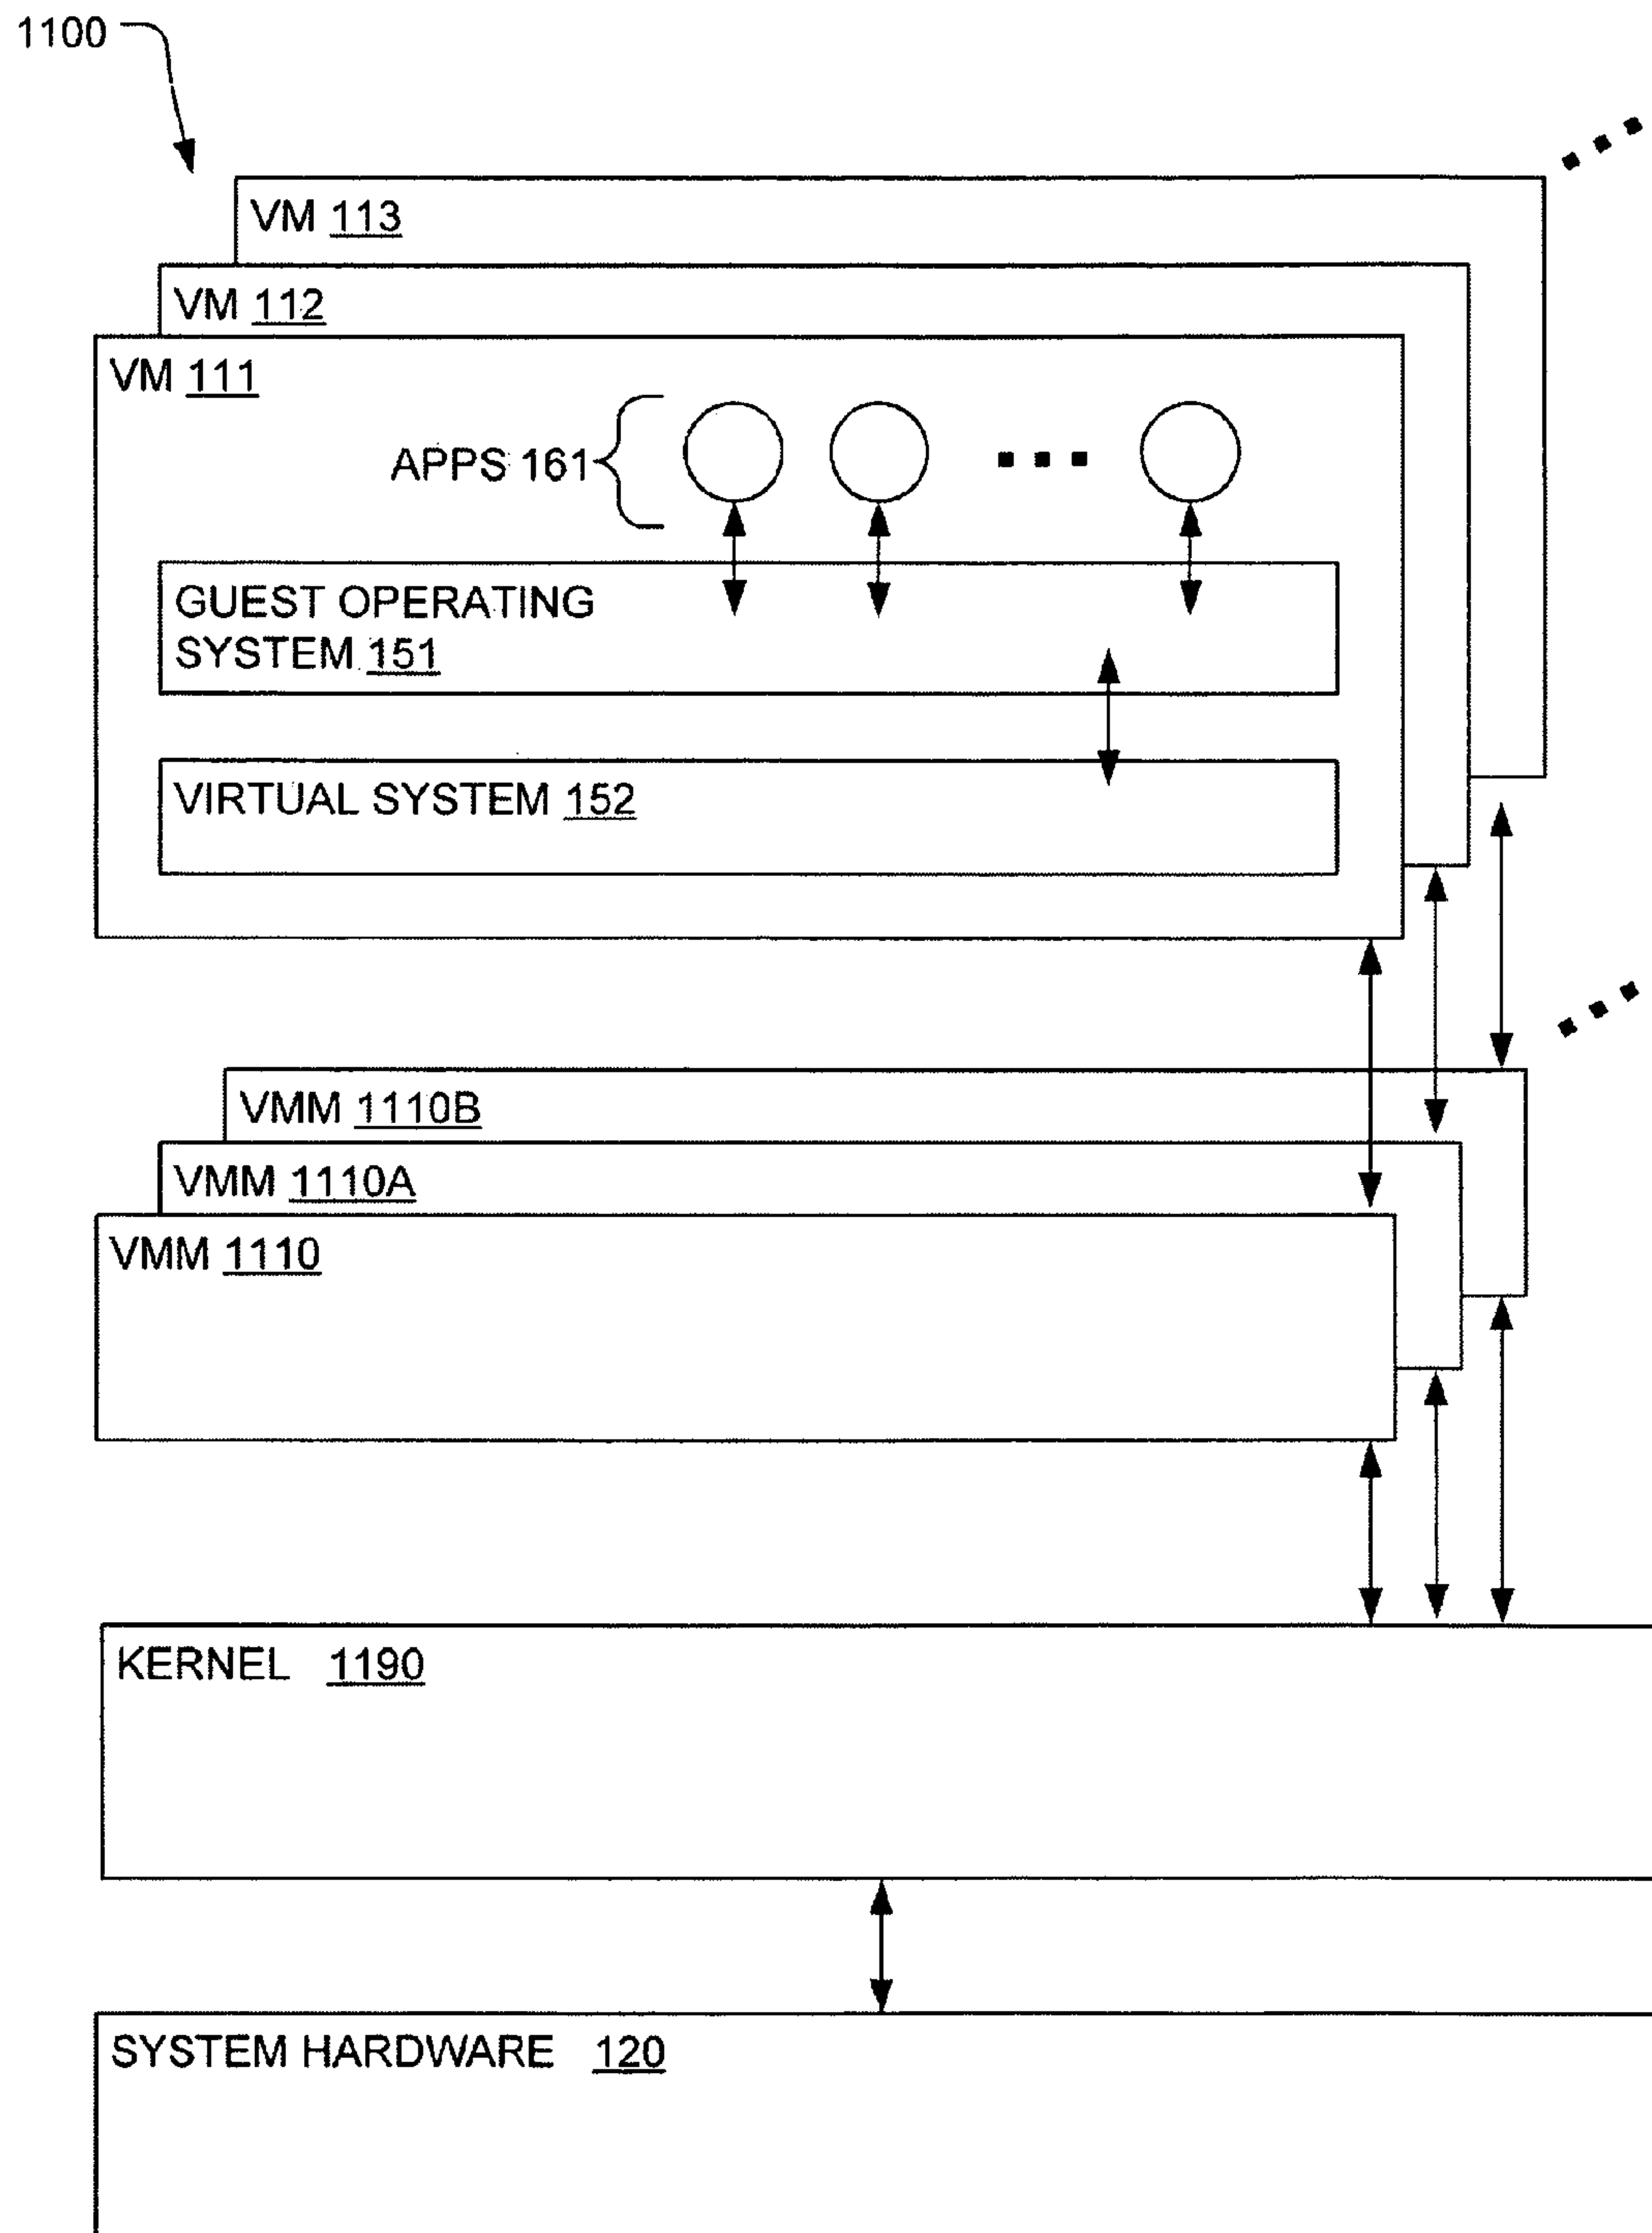 1100
VM 113
VM 112
VM 111
APPS 161
GUEST OPERATING
SYSTEM 151
VIRTUAL SYSTEM 152
VMM 1110B
VMM 1110A
VMM 1110
KERNEL 1190
SYSTEM HARDWARE 120